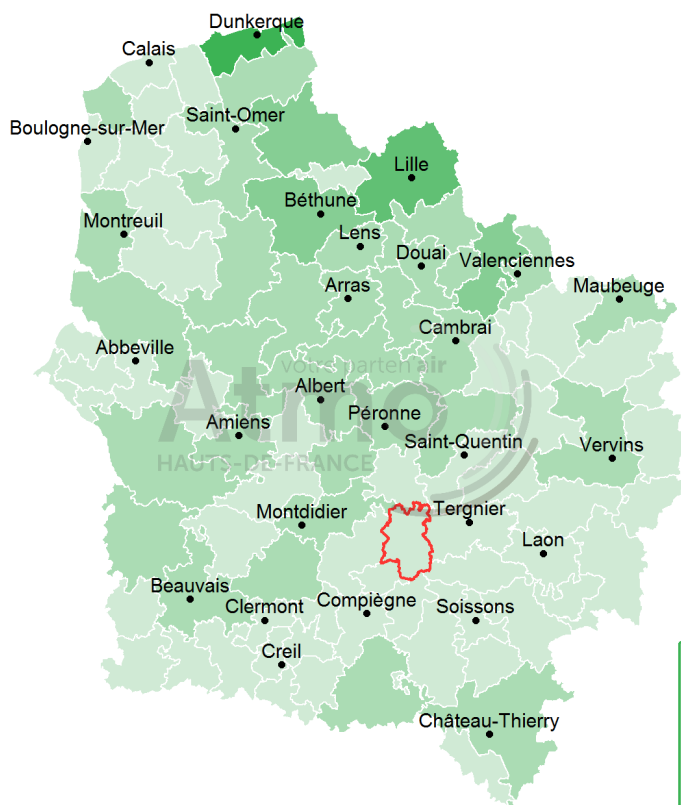 Dunkerque
Calais
Saint-Omer
Boulogne-sur-Mer
Lille
Béthune
Montreuil
Lens
Douai
Valenciennes
Arras
Maubeuge
Cambrai
Abbeville
votre parten'air
Albert
Atmo
Péronne
Amiens
Saint-Quentin
Vervins
HAUTS-DE-FRANCE
Montdidier
Tergnier
Laon
Beauvais
Clermont
Compiègne
Soissons
Creil
Château-Thierry